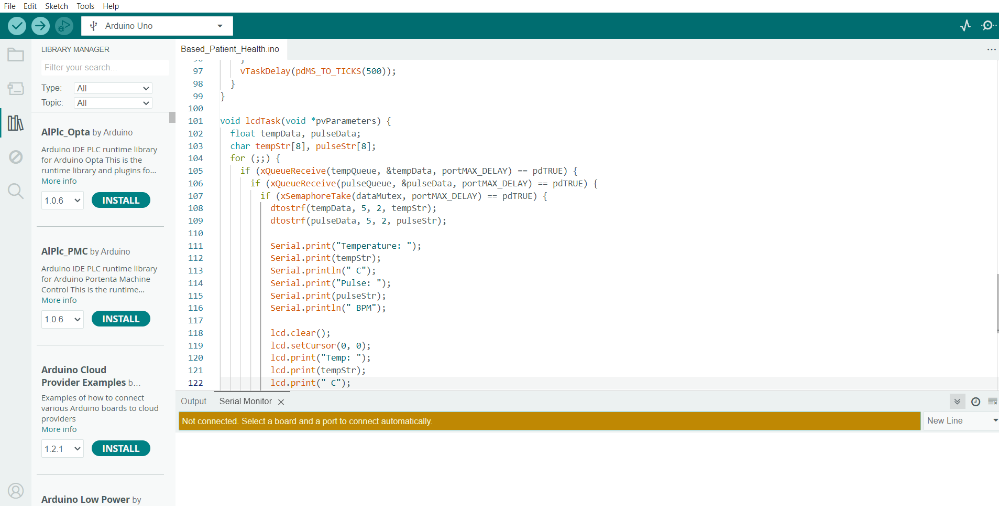 File Edit Sketch Tools Help
Arduino Uno
LIBRARY MANAGER
Filter your search
Type: All
Topic: All
AlPlc_Opta by Arduino
Arduino IDE PLC runtime library
for Arduino Opta This is the
runtime library and plugins fo...
More info
1.0.6 INSTALL
AlPlc_PMC by Arduino
Arduino IDE PLC runtime library
for Arduino Portenta Machine
Control This is the runtime...
More info
1.0.6 INSTALL
Arduino Cloud
Provider Examples b...
Examples of how to connect
various Arduino boards to cloud
providers
More info
1.2.1 INSTALL
Arduino Low Power by
Based_Patient_Health.ino
96 }
97 vTaskDelay(pdMS_TO_TICKS(500));
98 }
99 }
100
101 void lcdTask(void *pvParameters) {
102 float tempData, pulseData;
103 char tempStr[8], pulseStr[8];
104 for (;;) {
105 if (xQueueReceive(tempQueue, &tempData, portMAX_DELAY) == pdTRUE) {
106 if (xQueueReceive(pulseQueue, &pulseData, portMAX_DELAY) == pdTRUE) {
107 if (xSemaphoreTake(dataMutex, portMAX_DELAY) == pdTRUE) {
108 dtostrf(tempData, 5, 2, tempStr);
109 dtostrf(pulseData, 5, 2, pulseStr);
110
111 Serial.print("Temperature: ");
112 Serial.print(tempStr);
113 Serial.println(" C");
114 Serial.print("Pulse: ");
115 Serial.print(pulseStr);
116 Serial.println(" BPM");
117
118 lcd.clear();
119 lcd.setCursor(0, 0);
120 lcd.print("Temp: ");
121 lcd.print(tempStr);
122 lcd.print(" C");
Output Serial Monitor
Not connected. Select a board and a port to connect automatically.
New Line